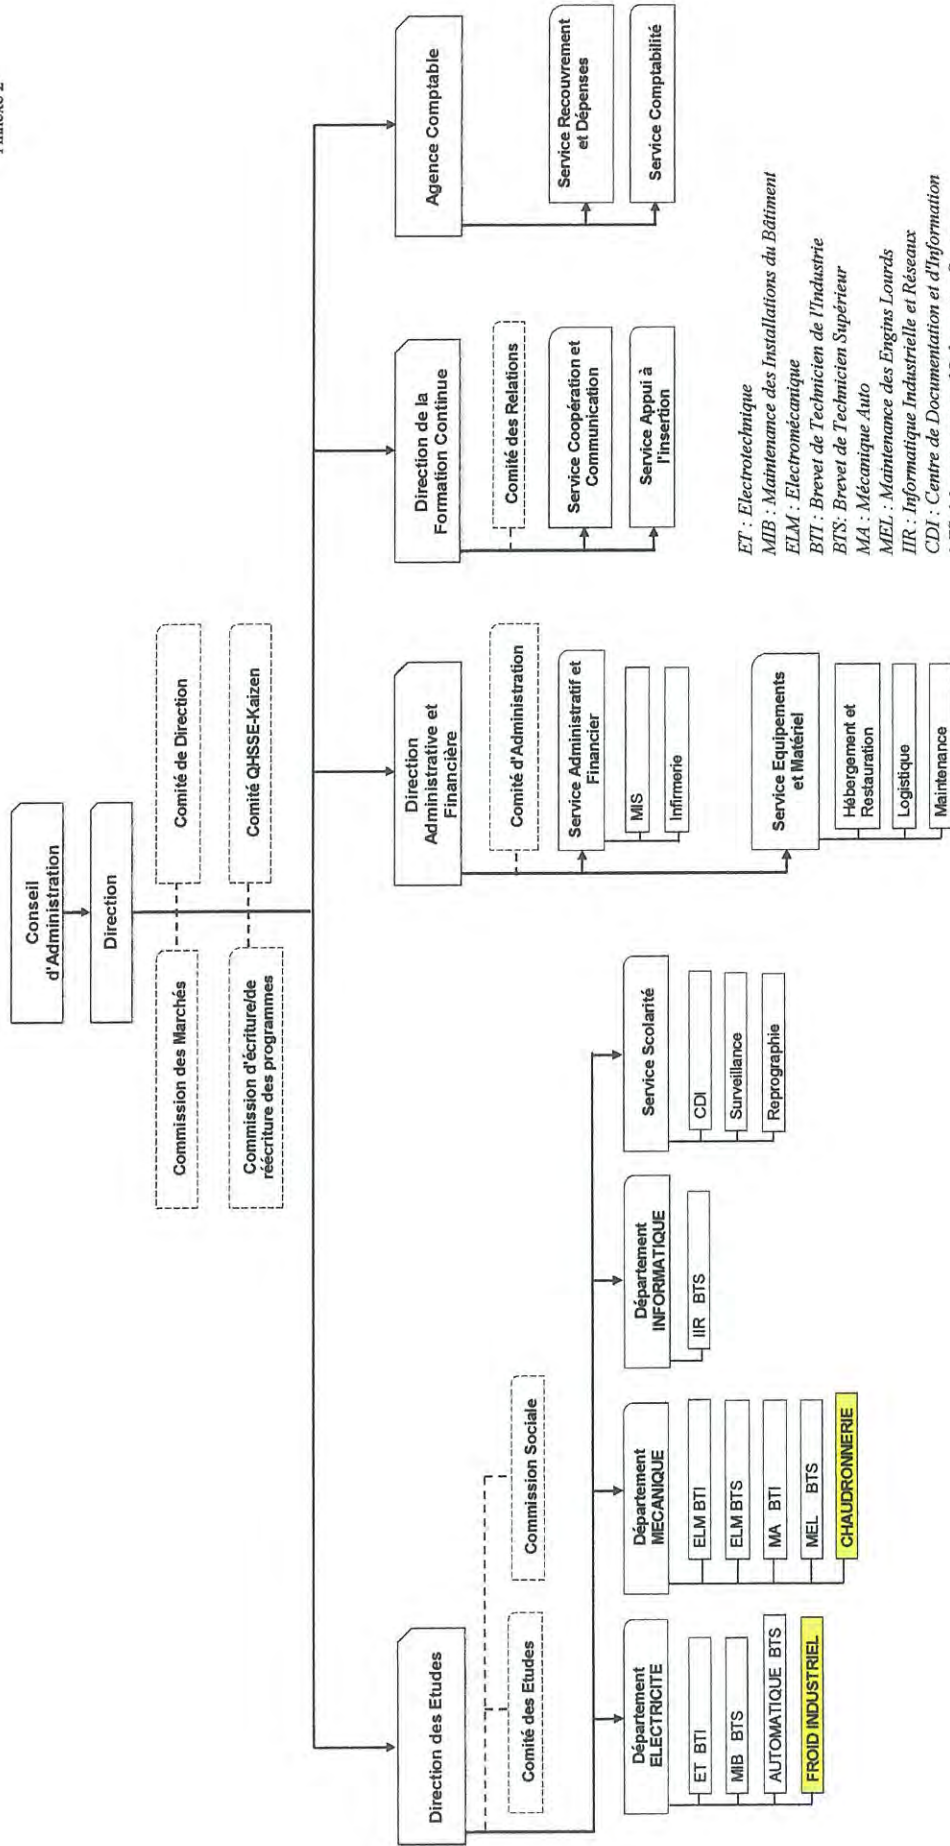 Annexe 2
Conseil
d'Administration
Direction
Commission des Marchés
Comité de Direction
Commission d'écriture/de
réécriture des programmes
Comité QHSSE-Kaizen
Direction des Etudes
Comité des Etudes
Commission Sociale
Département
ELECTRICITE
ET BTI
MIB BTS
AUTOMATIQUE BTS
FROID INDUSTRIEL
Département
MECANIQUE
ELM BTI
ELM BTS
MA BTI
MEL BTS
CHAUDRONNERIE
Département
INFORMATIQUE
IIR BTS
Service Scolarité
CDI
Surveillance
Reprographie
Direction
Administrative et
Financière
Comité d'Administration
Service Administratif et
Financier
MIS
Infirmerie
Service Equipements
et Matériel
Hébergement et
Restauration
Logistique
Maintenance
Direction de la
Formation Continue
Comité des Relations
Service Coopération et
Communication
Service Appui à
l'insertion
Agence Comptable
Service Recouvrement
et Dépenses
Service Comptabilité
ET : Electrotechnique
MIB : Maintenance des Installations du Bâtiment
ELM : Electromécanique
BTI : Brevet de Technicien de l'Industrie
BTS: Brevet de Technicien Supérieur
MA : Mécanique Auto
MEL : Maintenance des Engins Lourds
IIR : Informatique Industrielle et Réseaux
CDI : Centre de Documentation et d'Information